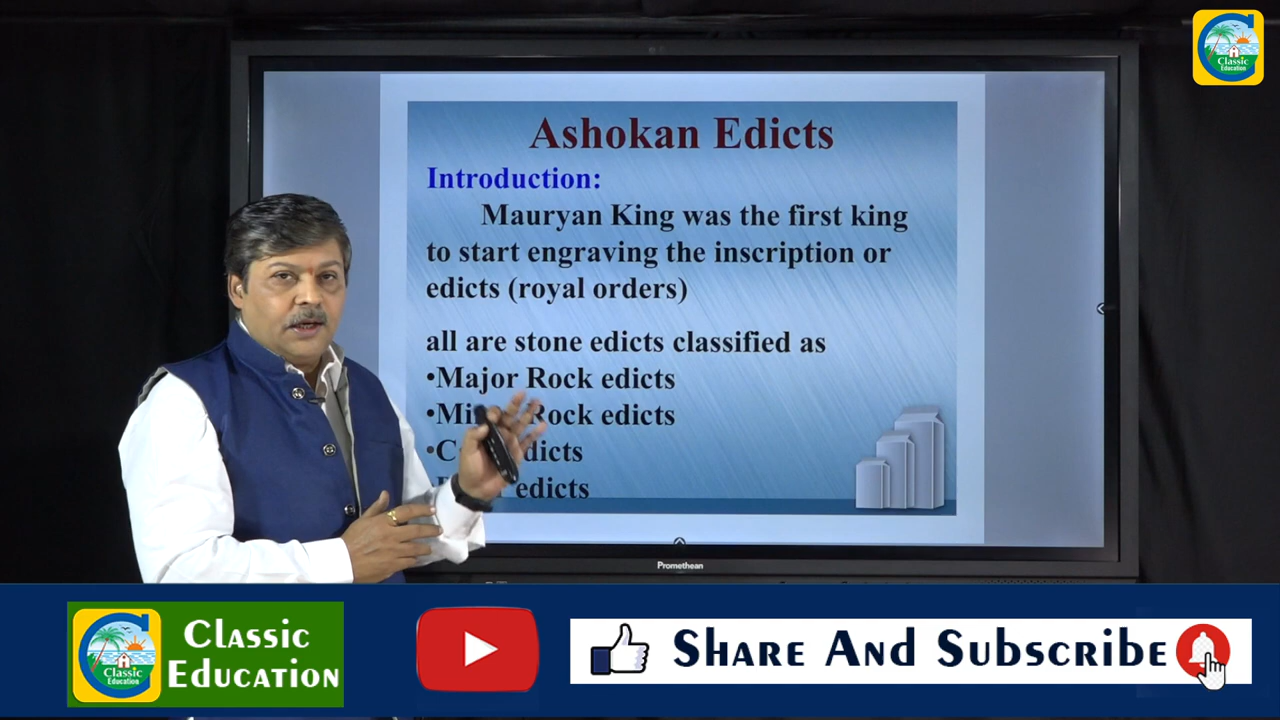 Classic
Education
Ashokan Edicts
Introduction:
Mauryan King was the first king
to start engraving the inscription or
edicts (royal orders)
all are stone edicts classified as
•Major Rock edicts
•Rock edicts
edicts
edicts
Promethean
Classic
Education
CLASSIC
EDUCATION
SHARE AND SUBSCRIBE